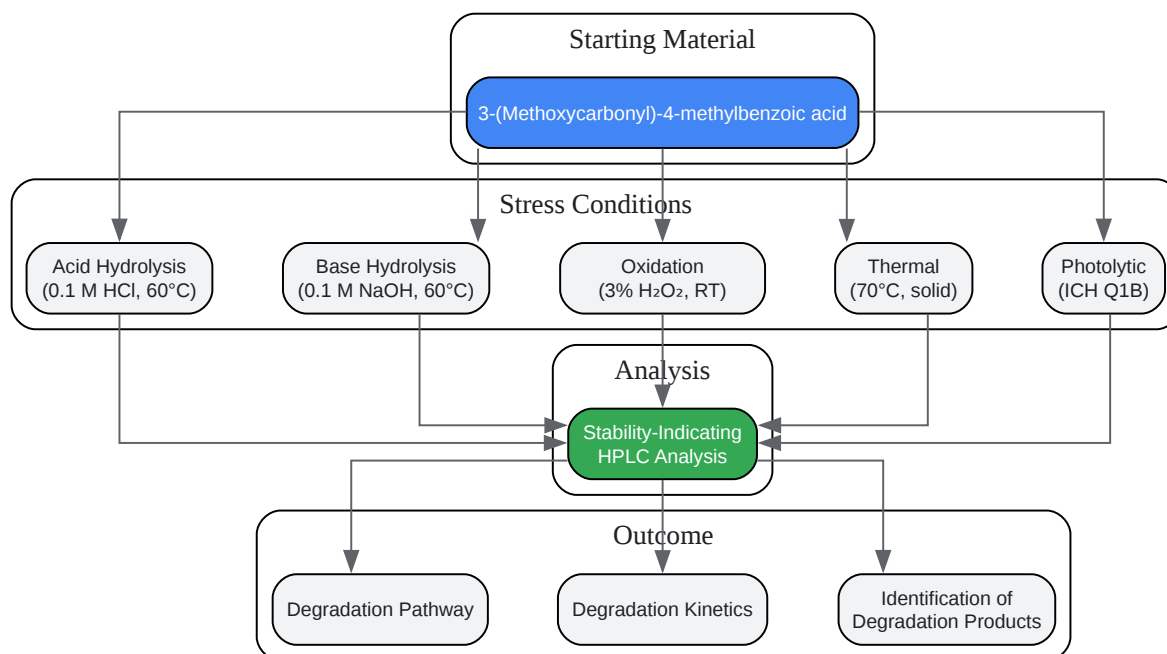 Starting Material
3-(Methoxycarbonyl)-4-methylbenzoic acid
Stress Conditions
Acid Hydrolysis
(0.1 M HCl, 60°C)
Base Hydrolysis
(0.1 M NaOH, 60°C)
Oxidation
(3% H₂O₂, RT)
Thermal
(70°C, solid)
Photolytic
(ICH Q1B)
Analysis
Stability-Indicating
HPLC Analysis
Outcome
Degradation Pathway
Degradation Kinetics
Identification of
Degradation Products